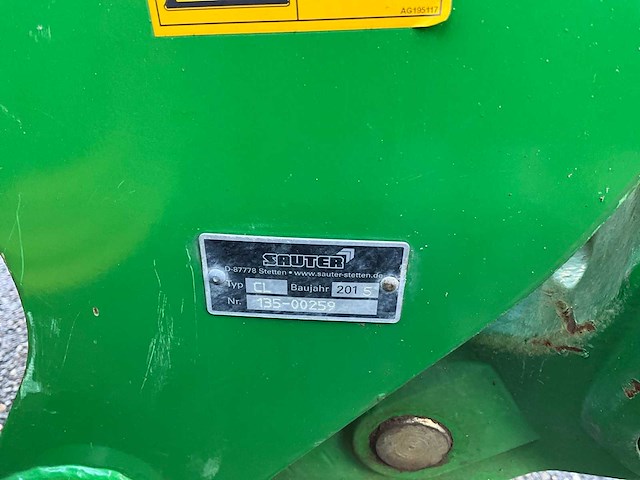 AG195117
SAUTER
D-87778 Stetten • www.sauter-stetten.de
Typ CL Baujahr 201 5
Nr. 135-00259